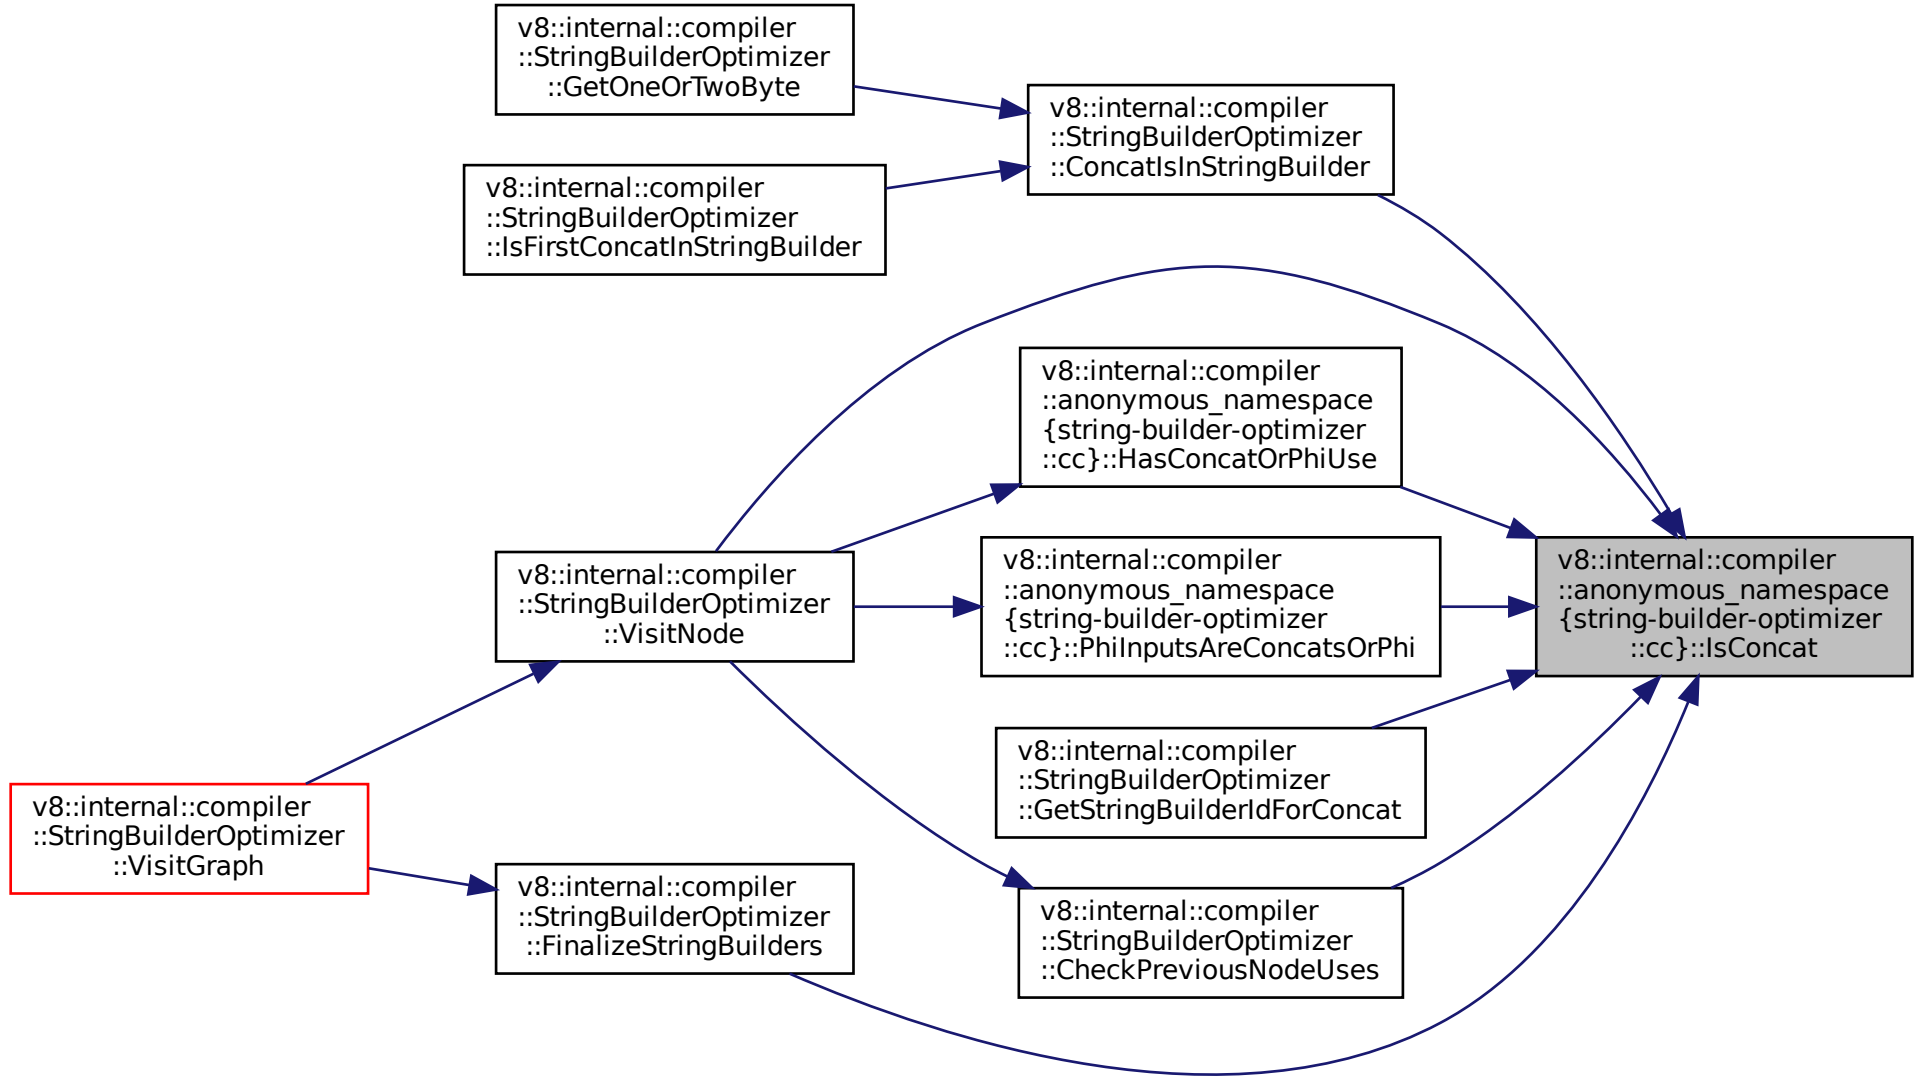 v8::internal::compiler
::StringBuilderOptimizer
::GetOneOrTwoByte
v8::internal::compiler
::StringBuilderOptimizer
::ConcatIsInStringBuilder
v8::internal::compiler
::StringBuilderOptimizer
::IsFirstConcatInStringBuilder
v8::internal::compiler
::anonymous_namespace
{string-builder-optimizer
::cc}::HasConcatOrPhiUse
v8::internal::compiler
::StringBuilderOptimizer
::VisitNode
v8::internal::compiler
::anonymous_namespace
{string-builder-optimizer
::cc}::PhiInputsAreConcatsOrPhi
v8::internal::compiler
::anonymous_namespace
{string-builder-optimizer
::cc}::IsConcat
v8::internal::compiler
::StringBuilderOptimizer
::GetStringBuilderIdForConcat
v8::internal::compiler
::StringBuilderOptimizer
::VisitGraph
v8::internal::compiler
::StringBuilderOptimizer
::FinalizeStringBuilders
v8::internal::compiler
::StringBuilderOptimizer
::CheckPreviousNodeUses